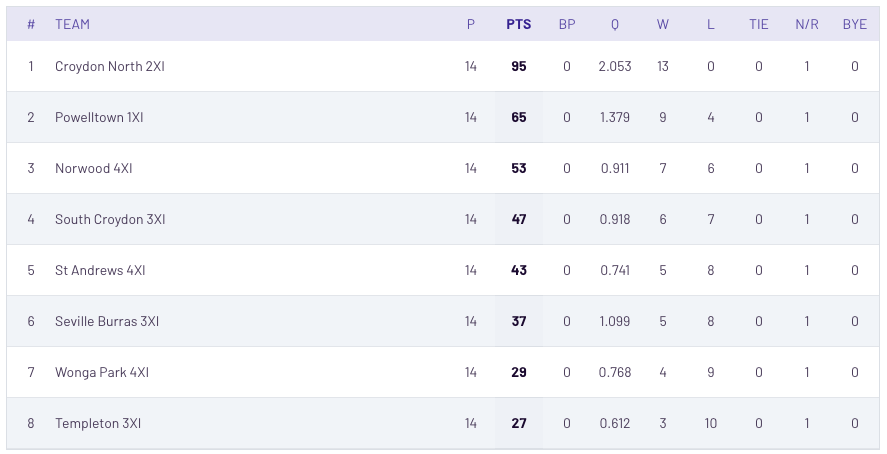 # TEAM P PTS BP Q W L TIE N/R BYE
1 Croydon North 2XI 14 95 0 2.053 13 0 0 1 0
2 Powelltown 1XI 14 65 0 1.379 9 4 0 1 0
3 Norwood 4XI 14 53 0 0.911 7 6 0 1 0
4 South Croydon 3XI 14 47 0 0.918 6 7 0 1 0
5 St Andrews 4XI 14 43 0 0.741 5 8 0 1 0
6 Seville Burras 3XI 14 37 0 1.099 5 8 0 1 0
7 Wonga Park 4XI 14 29 0 0.768 4 9 0 1 0
8 Templeton 3XI 14 27 0 0.612 3 10 0 1 0